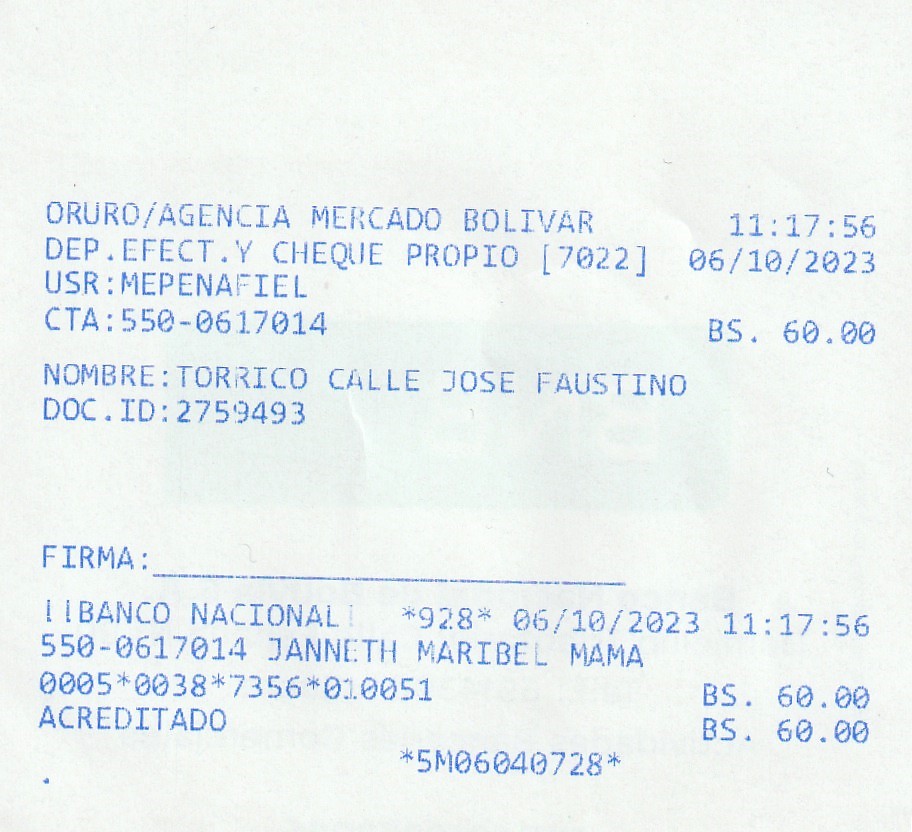 ORURO/AGENCIA MERCADO BOLIVAR 11:17:56
DEP.EFECT.Y CHEQUE PROPIO [7022] 06/10/2023
USR:MEPENAFIEL
CTA:550-0617014 BS. 60.00
NOMBRE:TORRICO CALLE JOSE FAUSTINO
DOC.ID:2759493
FIRMA:
!!BANCO NACIONAL! *928* 06/10/2023 11:17:56
550-0617014 JANNETH MARIBEL MAMA
0005*0038*7356*010051 BS. 60.00
ACREDITADO BS. 60.00
*5M06040728*